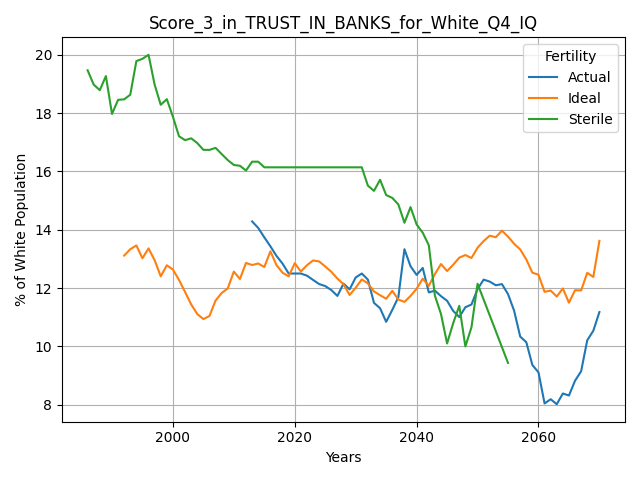 Score_3_in_TRUST_IN_BANKS_for_White_Q4_IQ
Fertility
Actual
Ideal
Sterile
% of White Population
20
18
16
14
12
10
8
2000
2020
2040
2060
Years